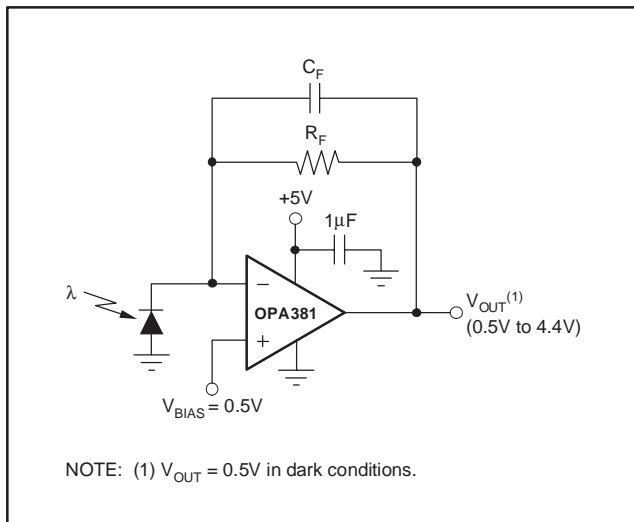 C_F
R_F
+5V
1μF
λ
−
OPA381
+
V_OUT^(1)
(0.5V to 4.4V)
V_BIAS = 0.5V
NOTE: (1) V_OUT = 0.5V in dark conditions.